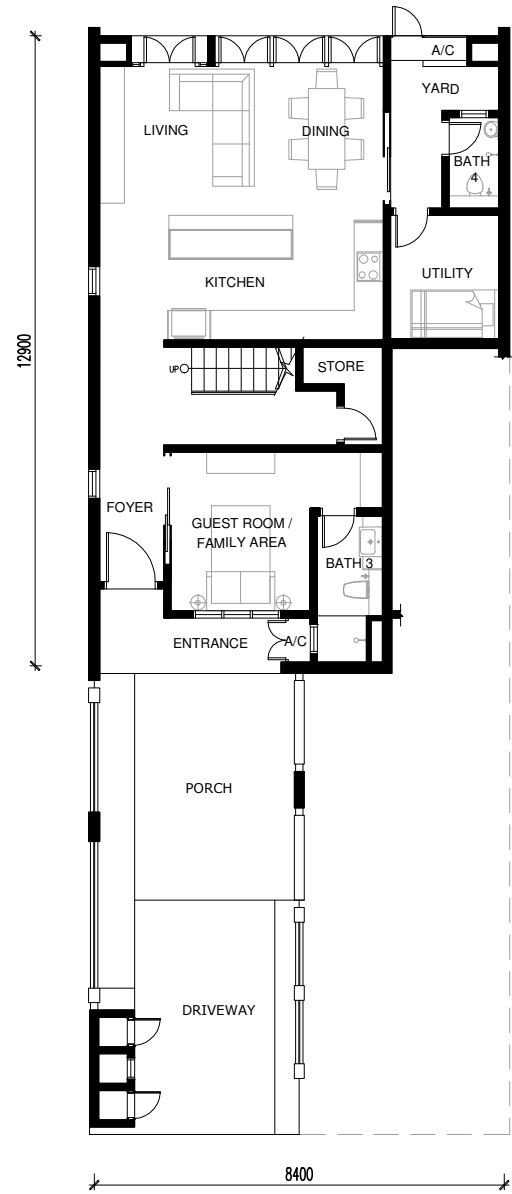 A/C
YARD
LIVING
DINING
BATH
4
KITCHEN
UTILITY
12900
UP
STORE
FOYER
GUEST ROOM /
FAMILY AREA
BATH 3
ENTRANCE
A/C
PORCH
DRIVEWAY
8400